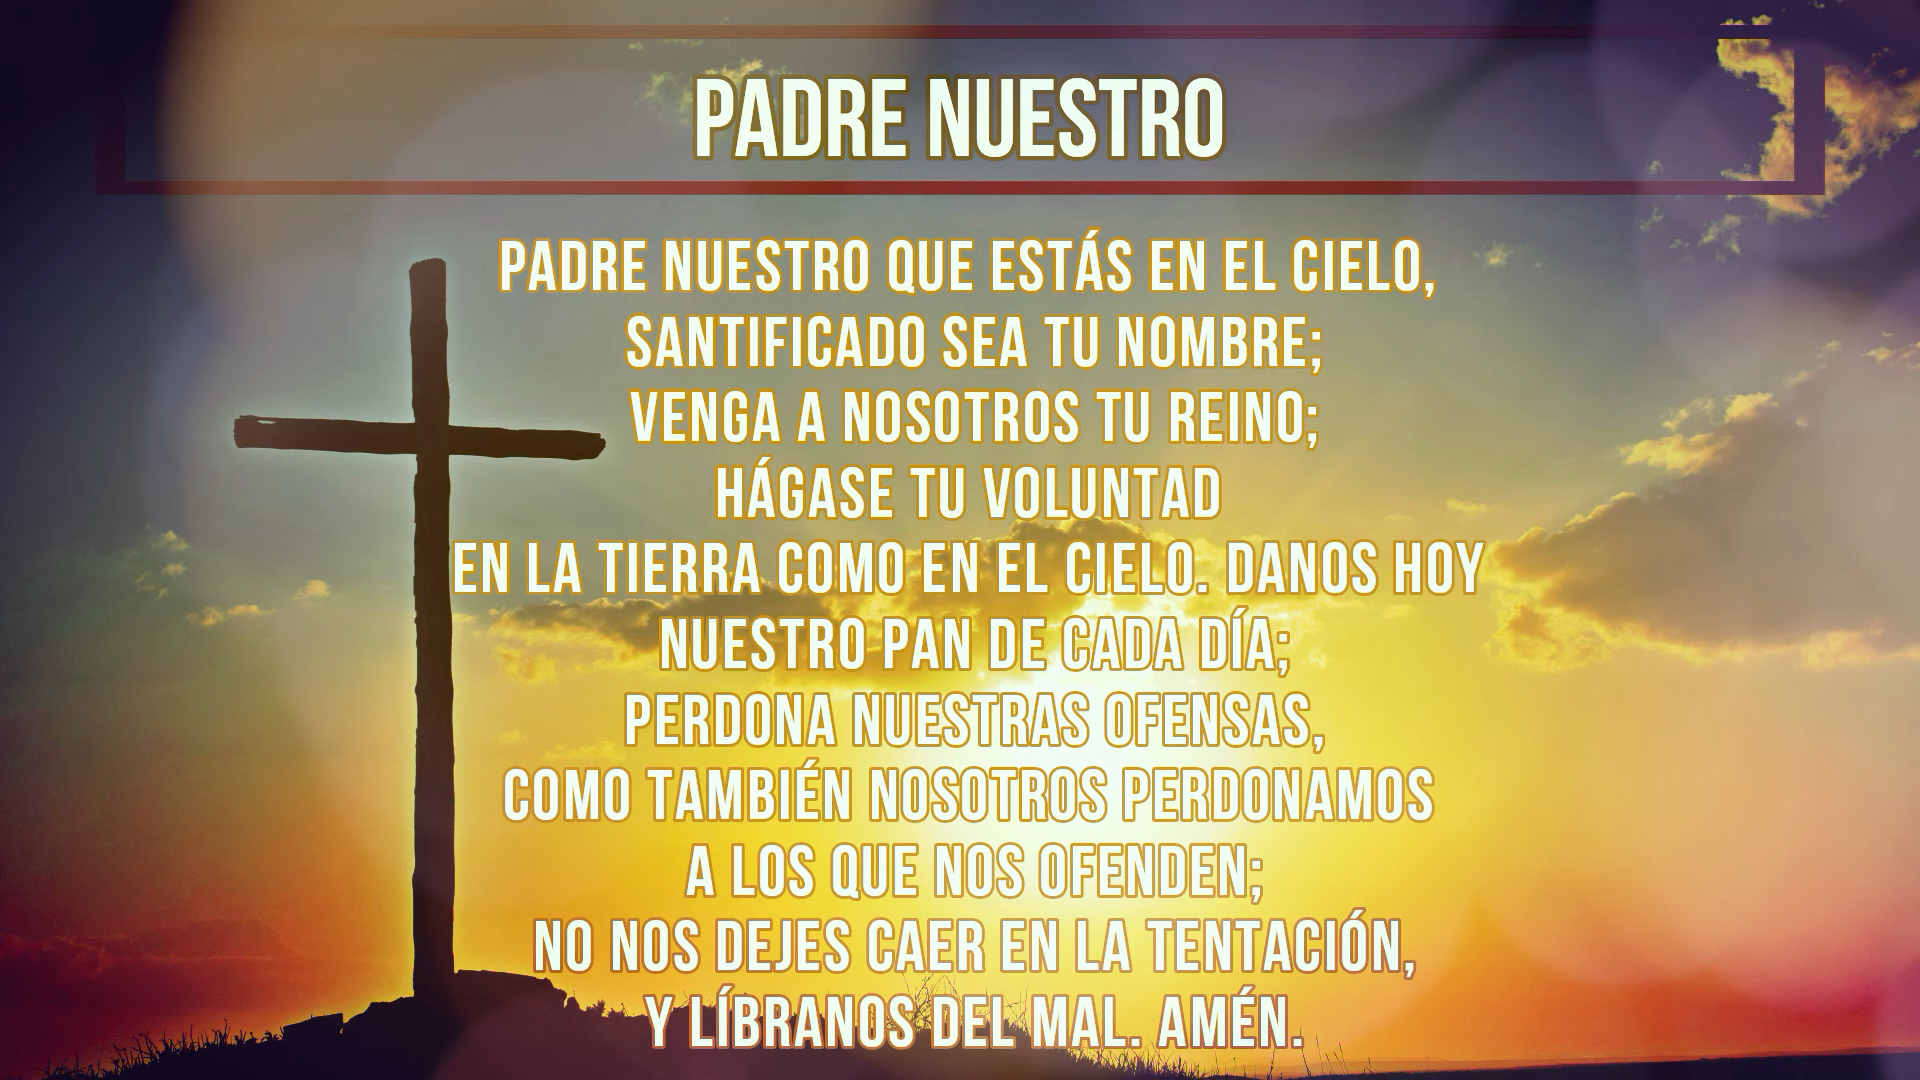 PADRE NUESTRO
PADRE NUESTRO QUE ESTÁS EN EL CIELO,
SANTIFICADO SEA TU NOMBRE;
VENGA A NOSOTROS TU REINO;
HÁGASE TU VOLUNTAD
EN LA TIERRA COMO EN EL CIELO. DANOS HOY
NUESTRO PAN DE CADA DÍA;
PERDONA NUESTRAS OFENSAS,
COMO TAMBIÉN NOSOTROS PERDONAMOS
A LOS QUE NOS OFENDEN;
NO NOS DEJES CAER EN LA TENTACIÓN,
Y LÍBRANOS DEL MAL. AMÉN.